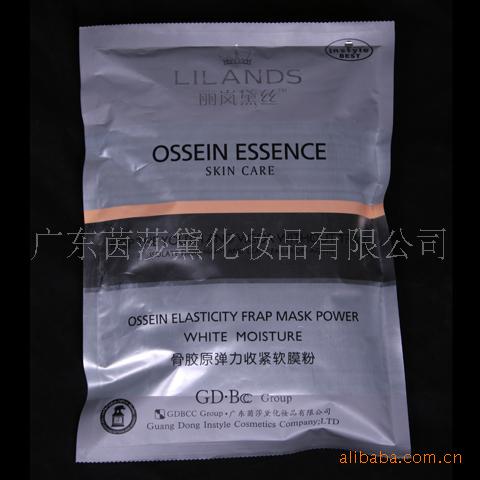 instyle
BEST
LILANDS
丽岚黛丝™
OSSEIN ESSENCE
SKIN CARE
广东茵莎黛化妆品有限公司
OSSEIN ELASTICITY FRAP MASK POWER
WHITE MOISTURE
骨胶原弹力收紧软膜粉
GD·Bcc Group
GDBCC Group·广东茵莎黛化妆品有限公司
Guang Dong Instyle Cosmetics Company;LTD
alibaba.com.cn